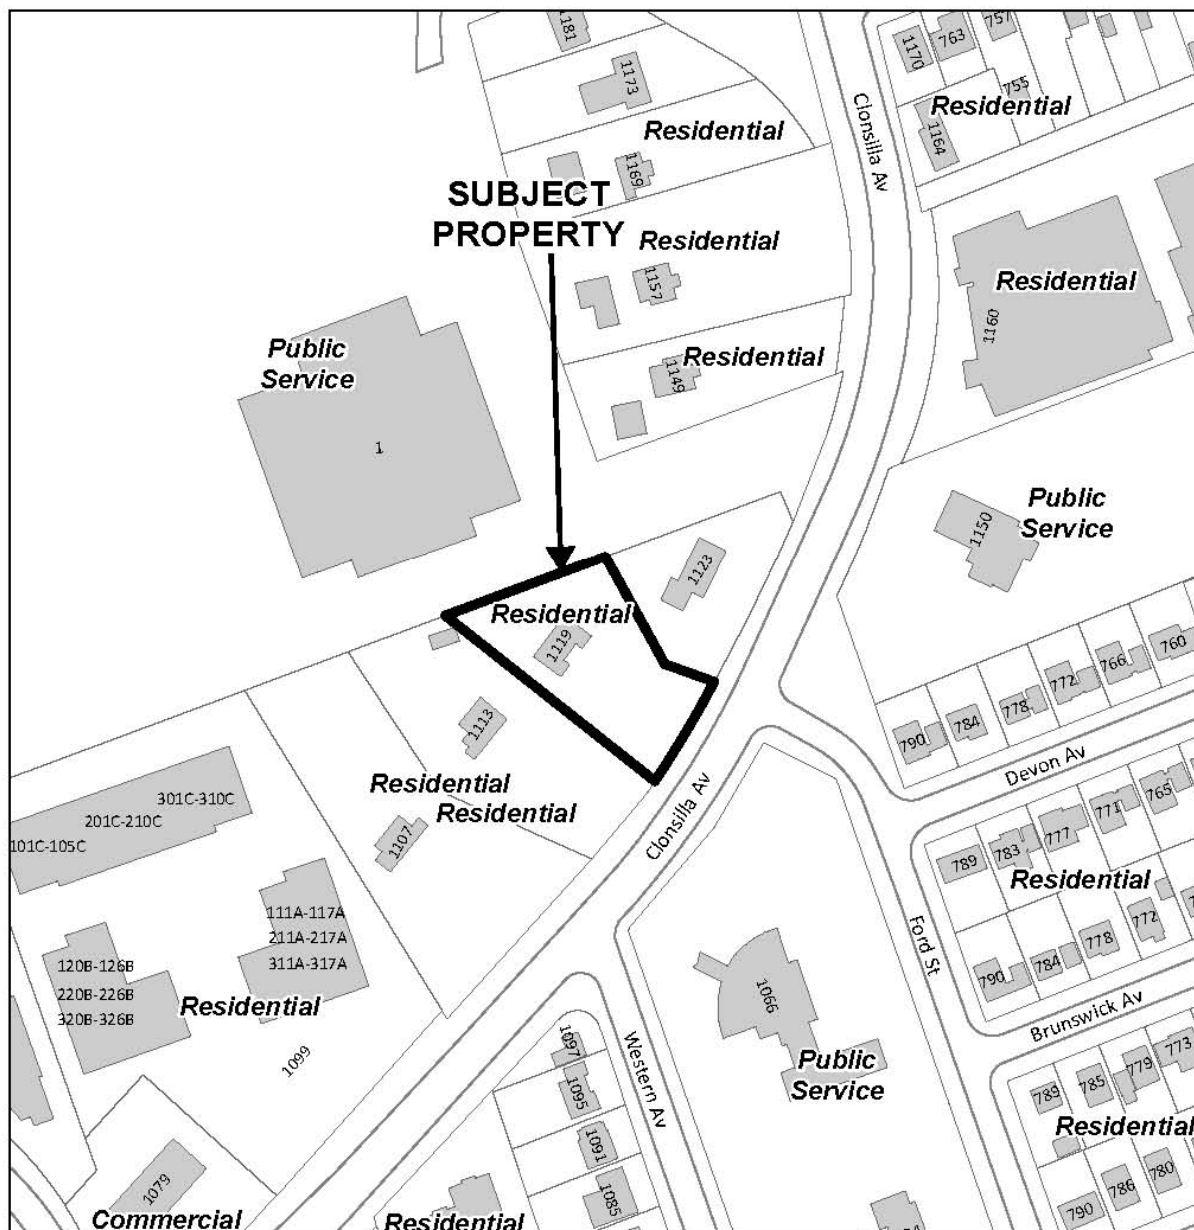 1181
763
757
1170
1173
755
Residential
Clonsilla Av
Residential
1164
1169
SUBJECT
PROPERTY
Residential
1157
Residential
1160
Public
Service
Residential
1149
1
Public
Service
1150
1123
Residential
1119
760
766
772
778
784
790
1113
Devon Av
Residential
Residential
301C-310C
201C-210C
101C-105C
1107
Clonsilla Av
765
771
777
783
789
Residential
111A-117A
211A-217A
311A-317A
Ford St
772
778
784
790
120B-126B
220B-226B
320B-326B
Residential
1066
Brunswick Av
1099
Western Av
1097
Public
Service
773
779
785
789
1095
Residential
1091
1079
780
786
790
1085
Commercial
Residential